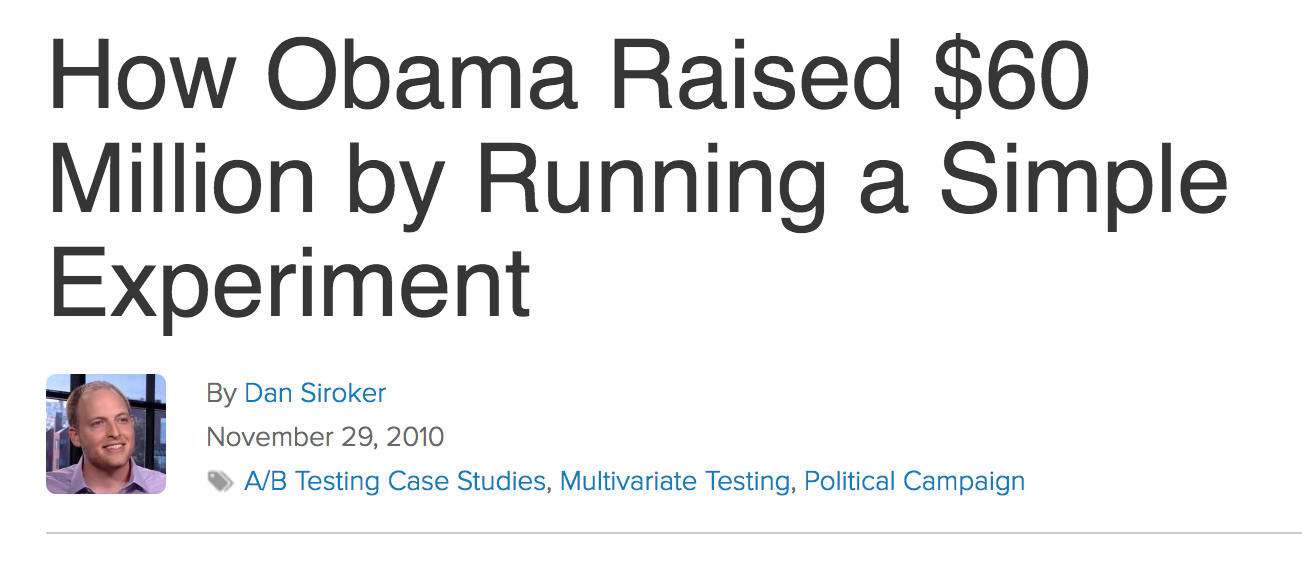 How Obama Raised $60
Million by Running a Simple
Experiment
By Dan Siroker
November 29, 2010
A/B Testing Case Studies, Multivariate Testing, Political Campaign